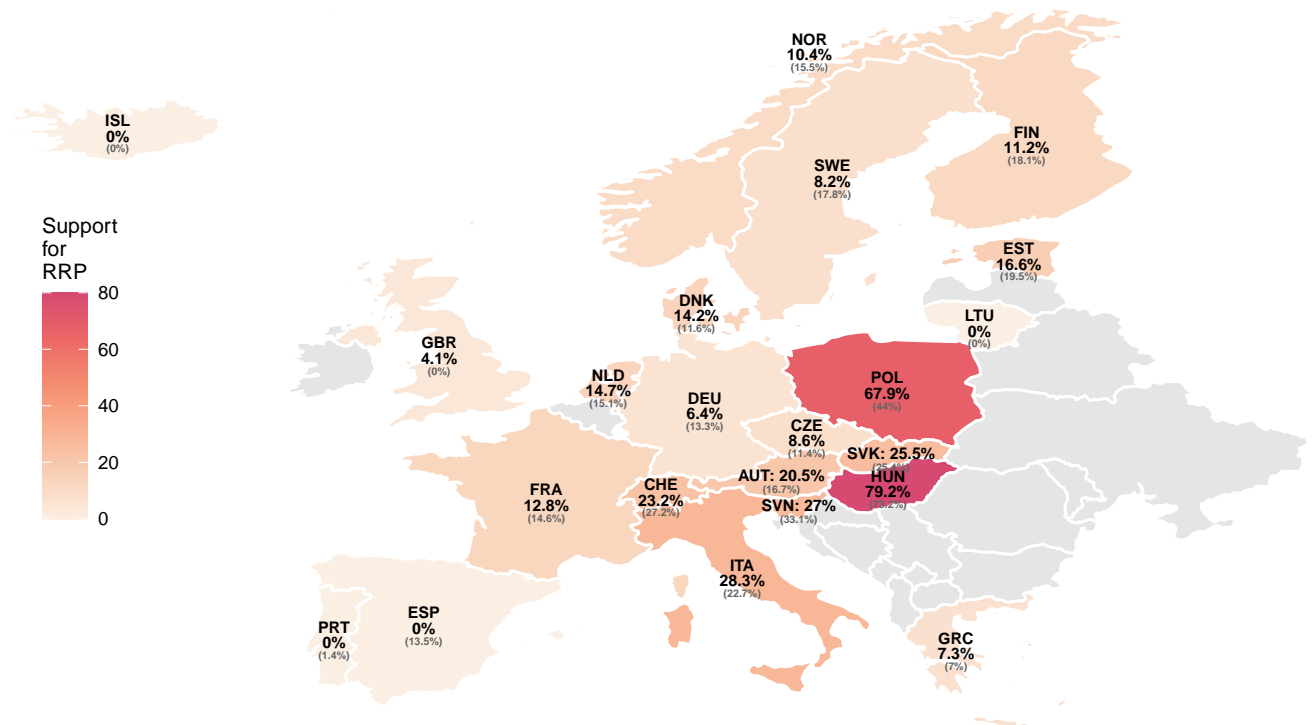 NOR
10.4%
(15.5%)
ISL
0%
(0%)
FIN
11.2%
(18.1%)
SWE
8.2%
(17.8%)
Support
for
RRP
80
60
40
20
0
EST
16.6%
(19.5%)
DNK
14.2%
(11.6%)
LTU
0%
(0%)
GBR
4.1%
(0%)
NLD
14.7%
(15.1%)
POL
67.9%
(44%)
DEU
6.4%
(13.3%)
CZE
8.6%
(11.4%)
SVK: 25.5%
(25.4%)
AUT: 20.5%
(16.7%)
HUN
79.2%
(73.2%)
CHE
23.2%
(27.2%)
FRA
12.8%
(14.6%)
SVN: 27%
(33.1%)
ITA
28.3%
(22.7%)
ESP
0%
(13.5%)
PRT
0%
(1.4%)
GRC
7.3%
(7%)